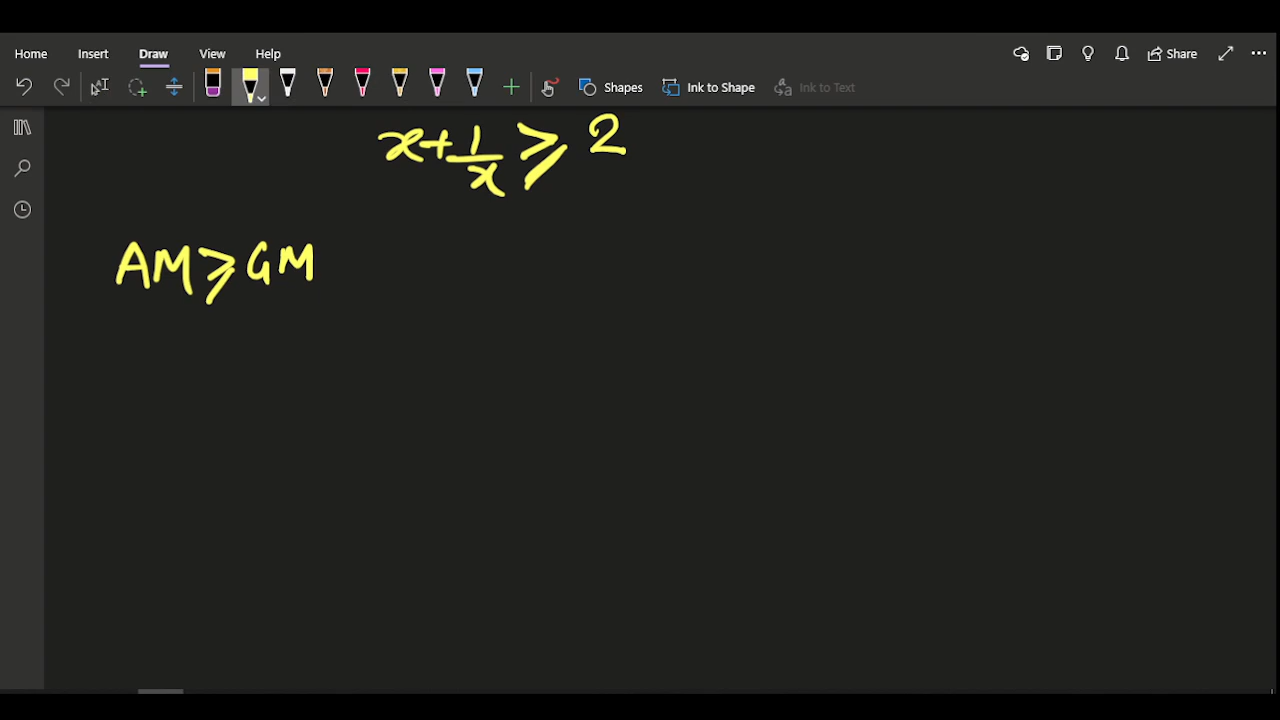 Home Insert Draw View Help Share
Shapes Ink to Shape Ink to Text
x+1/x ⩾ 2
AM ⩾ GM